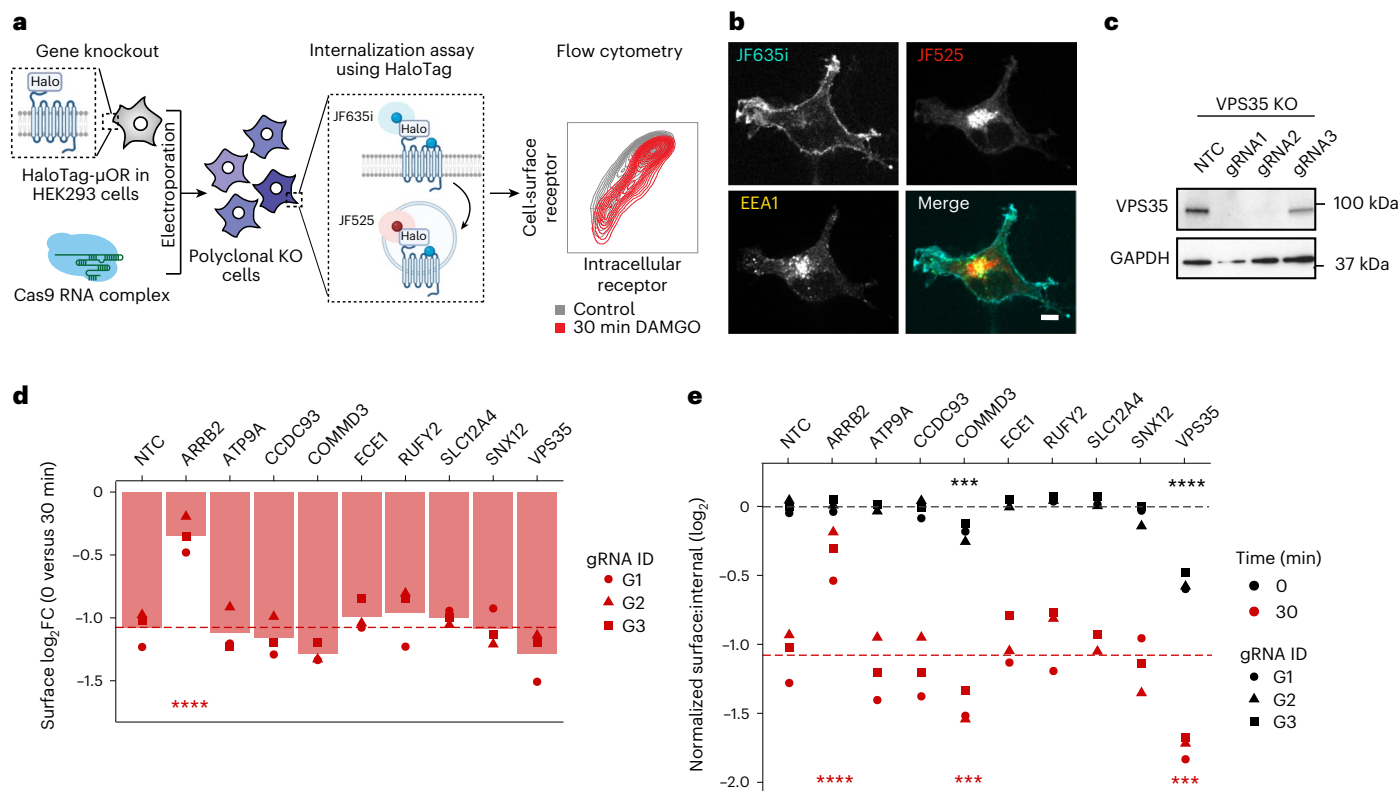 a
Gene knockout
Halo
HaloTag-μOR in
HEK293 cells
Cas9 RNA complex
Electroporation
Polyclonal KO
cells
Internalization assay
using HaloTag
JF635i
Halo
JF525
Halo
Flow cytometry
Cell-surface
receptor
Intracellular
receptor
Control
30 min DAMGO
b
JF635i
JF525
EEA1
Merge
c
VPS35 KO
NTC
gRNA1
gRNA2
gRNA3
VPS35
100 kDa
GAPDH
37 kDa
d
NTC
ARRB2
ATP9A
CCDC93
COMMD3
ECE1
RUFY2
SLC12A4
SNX12
VPS35
Surface log2FC (0 versus 30 min)
0
−0.5
−1.0
−1.5
****
gRNA ID
G1
G2
G3
e
NTC
ARRB2
ATP9A
CCDC93
COMMD3
ECE1
RUFY2
SLC12A4
SNX12
VPS35
Normalized surface:internal (log2)
0
−0.5
−1.0
−1.5
−2.0
*** ****
**** *** ***
Time (min)
0
30
gRNA ID
G1
G2
G3